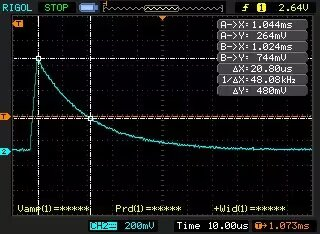 RIGOL STOP f 1 2.64V
A->X: 1.044ms
A->Y: 264mV
B->X: 1.024ms
B->Y: 744mV
ΔX: 20.80us
1/ΔX: 48.08kHz
ΔY: 480mV
T
T
2
Vamp(1)=***** Prd(1)=***** +Wid(1)=*****
CH2 200mV Time 10.00us T→1.073ms